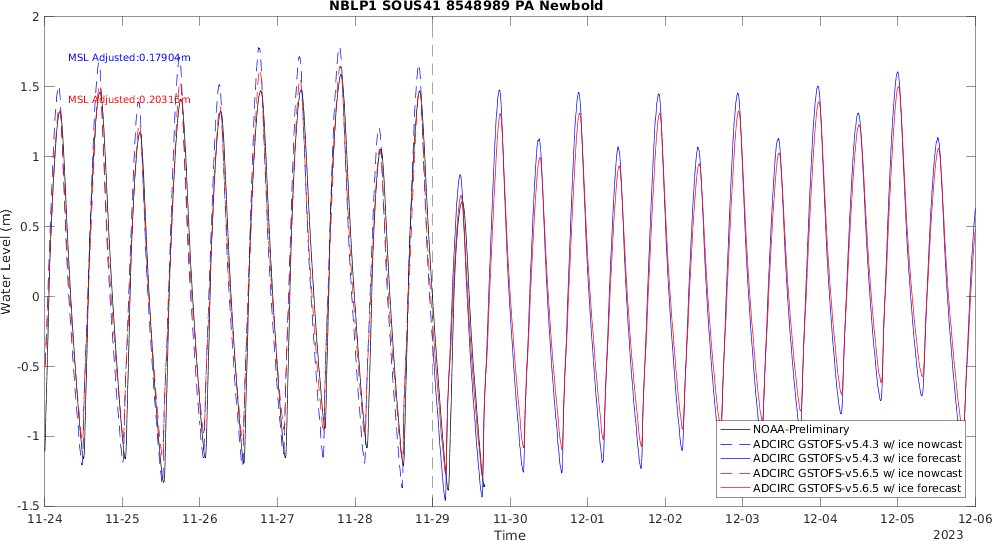 NBLP1 SOUS41 8548989 PA Newbold
MSL Adjusted:0.17904m
MSL Adjusted:0.20316m
Water Level (m)
2
1.5
1
0.5
0
-0.5
-1
-1.5
11-24
11-25
11-26
11-27
11-28
11-29
11-30
12-01
12-02
12-03
12-04
12-05
12-06
Time
2023
NOAA-Preliminary
ADCIRC GSTOFS-v5.4.3 w/ ice nowcast
ADCIRC GSTOFS-v5.4.3 w/ ice forecast
ADCIRC GSTOFS-v5.6.5 w/ ice nowcast
ADCIRC GSTOFS-v5.6.5 w/ ice forecast